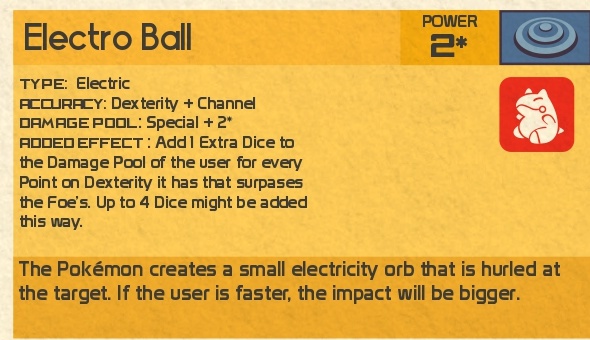 Electro Ball
POWER
2*
TYPE: Electric
ACCURACY: Dexterity + Channel
DAMAGE POOL: Special + 2*
ADDED EFFECT : Add 1 Extra Dice to
the Damage Pool of the user for every
Point on Dexterity it has that surpases
the Foe's. Up to 4 Dice might be added
this way.
The Pokémon creates a small electricity orb that is hurled at
the target. If the user is faster, the impact will be bigger.